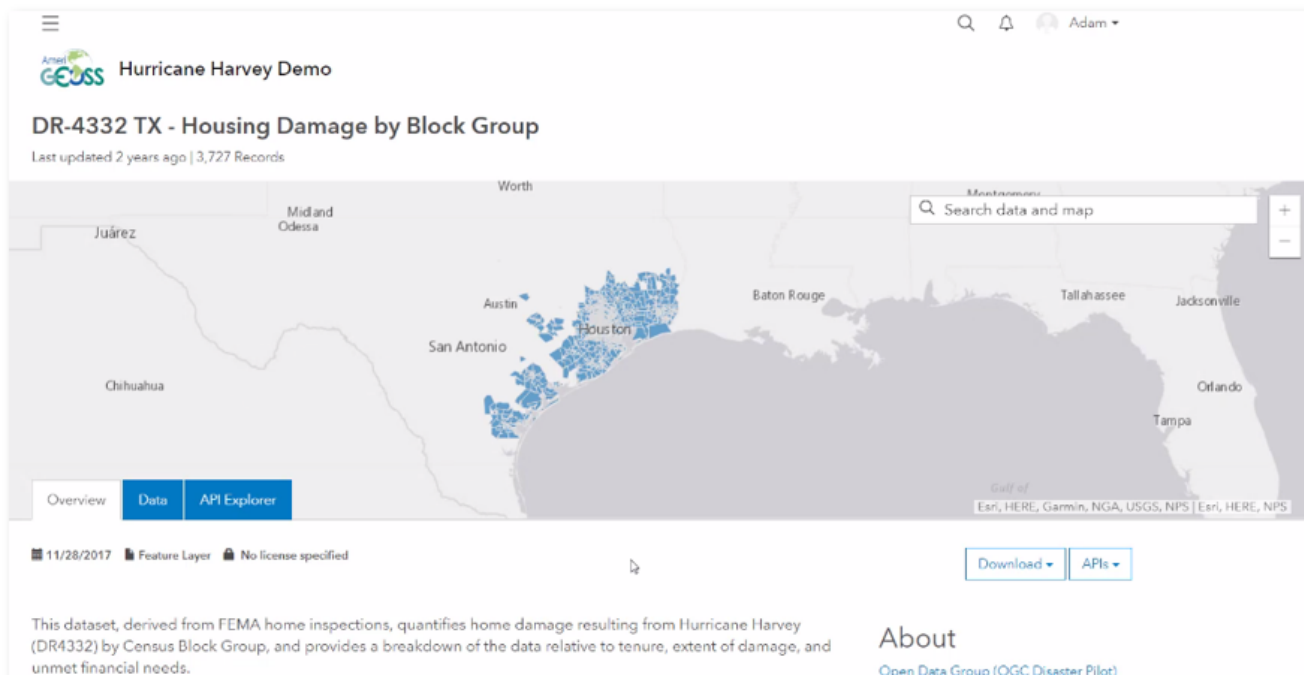 Adam
Ameri
GEOSS
Hurricane Harvey Demo
DR-4332 TX - Housing Damage by Block Group
Last updated 2 years ago | 3,727 Records
Worth
Montgomery
Search data and map
+
Midland
Odessa
Juárez
−
Austin
Baton Rouge
Tallahassee
Jacksonville
Houston
San Antonio
Chihuahua
Orlando
Tampa
Gulf of
Overview
Data
API Explorer
Esri, HERE, Garmin, NGA, USGS, NPS | Esri, HERE, NPS
11/28/2017 Feature Layer No license specified
Download
APIs
This dataset, derived from FEMA home inspections, quantifies home damage resulting from Hurricane Harvey
(DR4332) by Census Block Group, and provides a breakdown of the data relative to tenure, extent of damage, and
unmet financial needs.
About
Open Data Group (OGC Disaster Pilot)